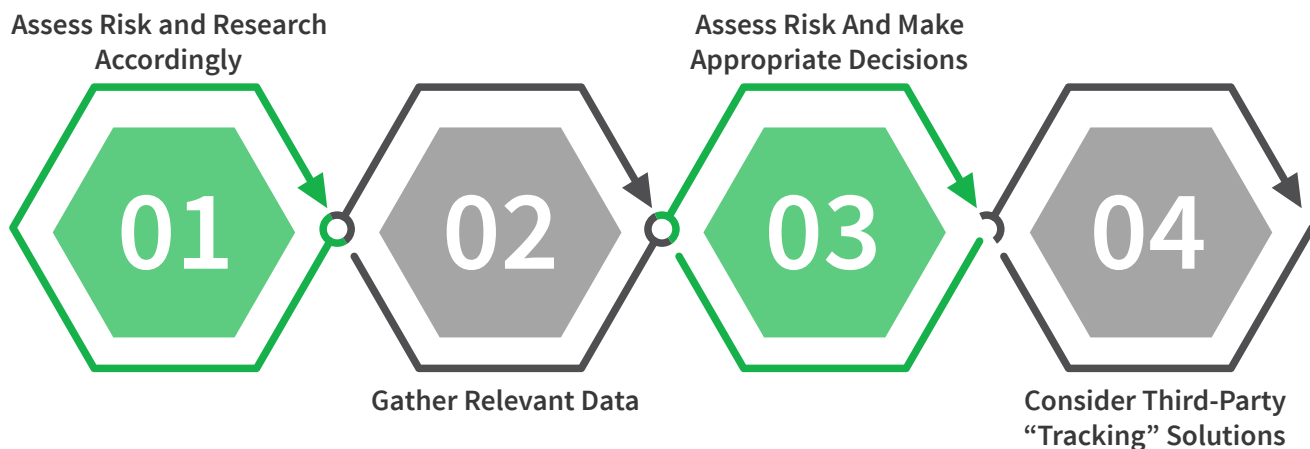 Assess Risk and Research
Accordingly
01
02
Gather Relevant Data
Assess Risk And Make
Appropriate Decisions
03
04
Consider Third-Party
“Tracking” Solutions